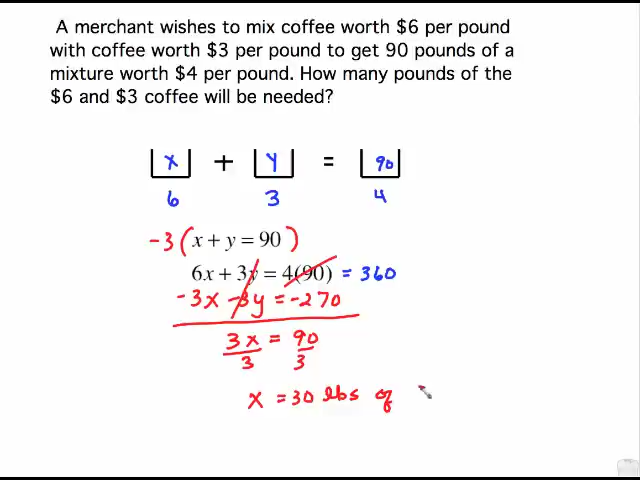 A merchant wishes to mix coffee worth $6 per pound
with coffee worth $3 per pound to get 90 pounds of a
mixture worth $4 per pound. How many pounds of the
$6 and $3 coffee will be needed?
x + y = 90
6 3 4
-3 ( x + y = 90 )
6x + 3y = 4(90) = 360
-3x -3y = -270
3x = 90
3 3
x = 30 lbs of